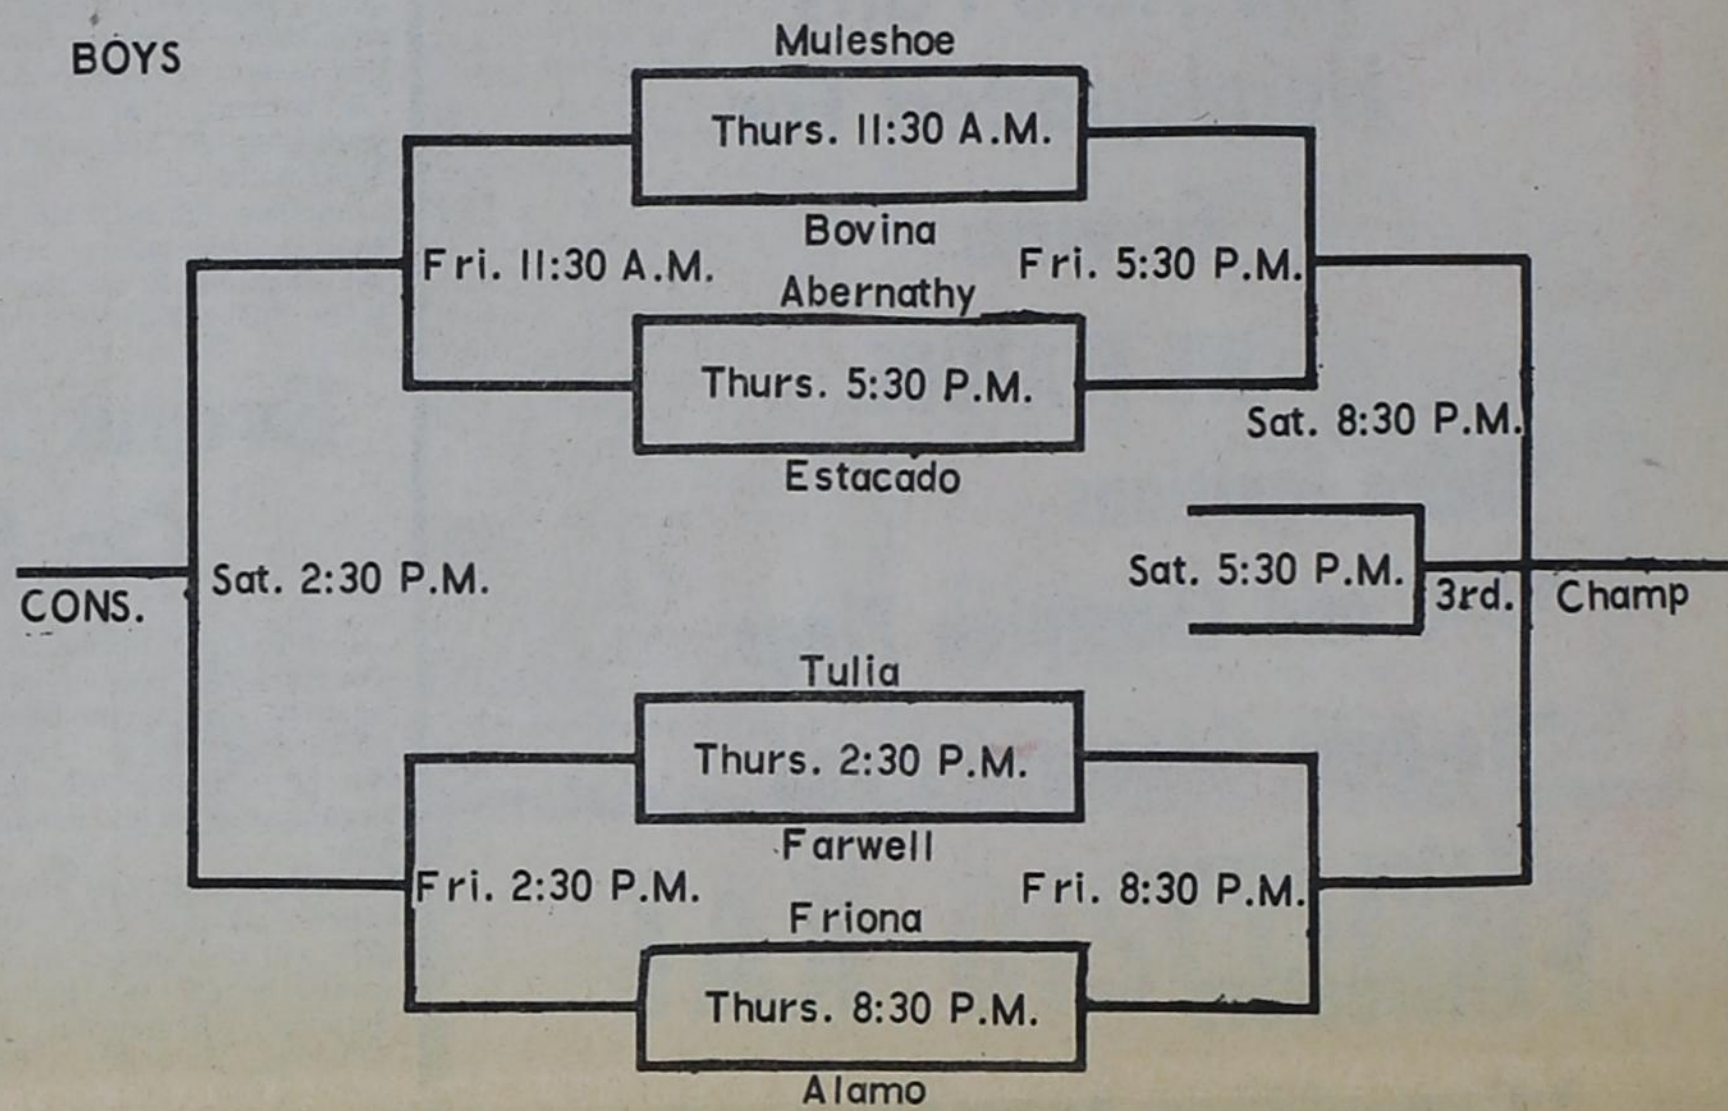 BOYS
Muleshoe
Thurs. 11:30 A.M.
Bovina
Fri. 11:30 A.M.
Fri. 5:30 P.M.
Abernathy
Thurs. 5:30 P.M.
Estacado
Sat. 8:30 P.M.
CONS.
Sat. 2:30 P.M.
Sat. 5:30 P.M.
3rd.
Champ
Tulia
Thurs. 2:30 P.M.
Farwell
Fri. 2:30 P.M.
Fri. 8:30 P.M.
Friona
Thurs. 8:30 P.M.
Alamo